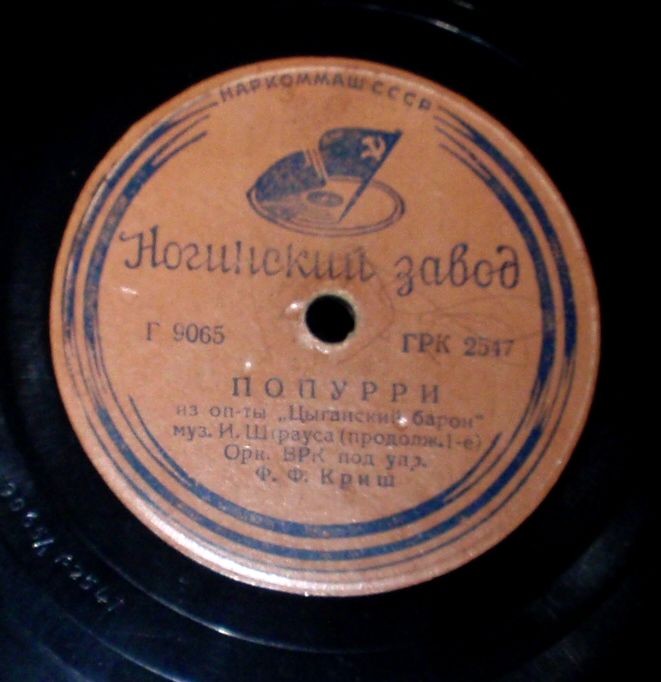 НАРКОММАШ СССР
Ногинский завод
Г 9065
ГРК 2547
ПОПУРРИ
из оп-ты „Цыганский барон"
муз. И. Штрауса (продолж. 1-е)
Орк. ВРК под упр.
Ф. Ф. Криш